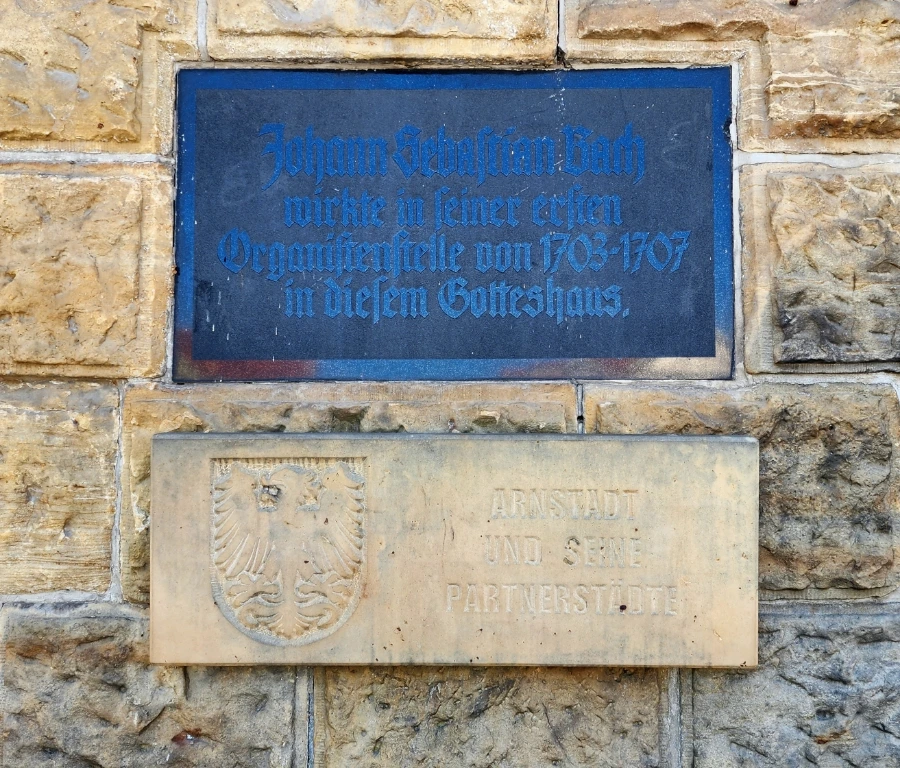 Johann Sebaſtian Bach
wirkte in ſeiner erſten
Organiſtenſtelle von 1703-1707
in dieſem Gotteshaus.
ARNSTADT
UND SEINE
PARTNERSTÄDTE